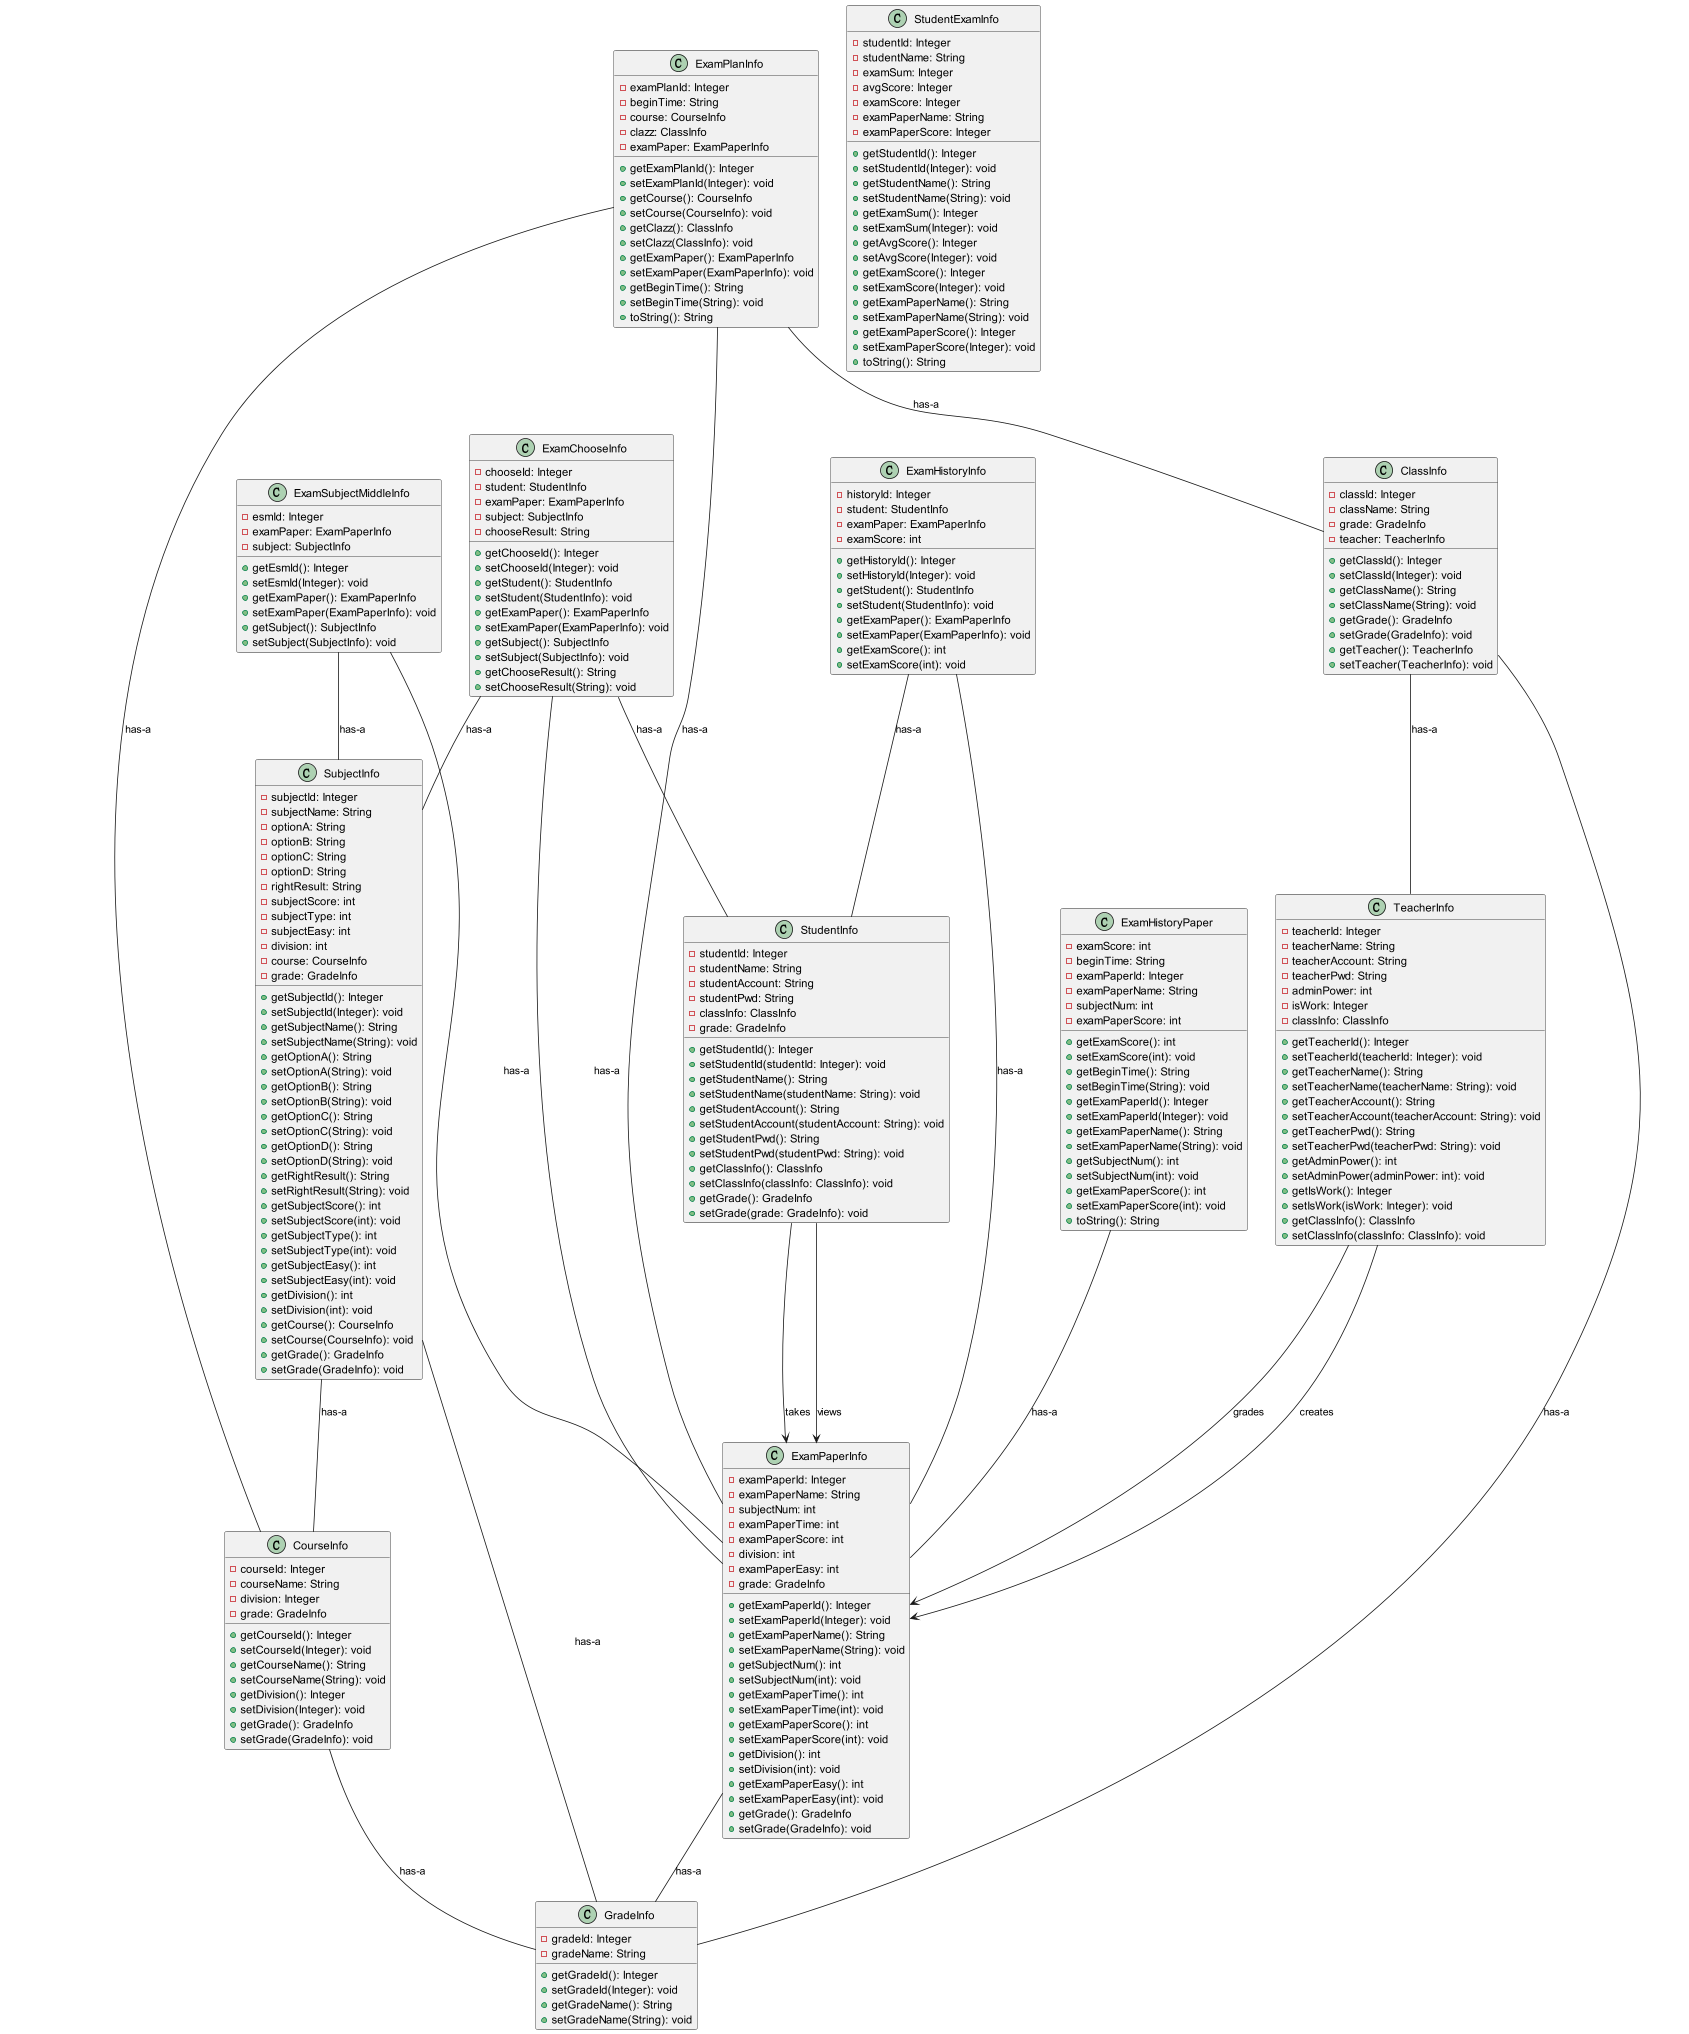 StudentExamInfo
studentId: Integer
studentName: String
examSum: Integer
avgScore: Integer
examScore: Integer
examPaperName: String
examPaperScore: Integer
getStudentId(): Integer
setStudentId(Integer): void
getStudentName(): String
setStudentName(String): void
getExamSum(): Integer
setExamSum(Integer): void
getAvgScore(): Integer
setAvgScore(Integer): void
getExamScore(): Integer
setExamScore(Integer): void
getExamPaperName(): String
setExamPaperName(String): void
getExamPaperScore(): Integer
setExamPaperScore(Integer): void
toString(): String
ExamPlanInfo
examPlanId: Integer
beginTime: String
course: CourseInfo
clazz: ClassInfo
examPaper: ExamPaperInfo
getExamPlanId(): Integer
setExamPlanId(Integer): void
getCourse(): CourseInfo
setCourse(CourseInfo): void
getClazz(): ClassInfo
setClazz(ClassInfo): void
getExamPaper(): ExamPaperInfo
setExamPaper(ExamPaperInfo): void
getBeginTime(): String
setBeginTime(String): void
toString(): String
has-a
ExamSubjectMiddleInfo
esmId: Integer
examPaper: ExamPaperInfo
subject: SubjectInfo
getEsmId(): Integer
setEsmId(Integer): void
getExamPaper(): ExamPaperInfo
setExamPaper(ExamPaperInfo): void
getSubject(): SubjectInfo
setSubject(SubjectInfo): void
ExamChooseInfo
chooseId: Integer
student: StudentInfo
examPaper: ExamPaperInfo
subject: SubjectInfo
chooseResult: String
getChooseId(): Integer
setChooseId(Integer): void
getStudent(): StudentInfo
setStudent(StudentInfo): void
getExamPaper(): ExamPaperInfo
setExamPaper(ExamPaperInfo): void
getSubject(): SubjectInfo
setSubject(SubjectInfo): void
getChooseResult(): String
setChooseResult(String): void
ExamHistoryInfo
historyId: Integer
student: StudentInfo
examPaper: ExamPaperInfo
examScore: int
getHistoryId(): Integer
setHistoryId(Integer): void
getStudent(): StudentInfo
setStudent(StudentInfo): void
getExamPaper(): ExamPaperInfo
setExamPaper(ExamPaperInfo): void
getExamScore(): int
setExamScore(int): void
ClassInfo
classId: Integer
className: String
grade: GradeInfo
teacher: TeacherInfo
getClassId(): Integer
setClassId(Integer): void
getClassName(): String
setClassName(String): void
getGrade(): GradeInfo
setGrade(GradeInfo): void
getTeacher(): TeacherInfo
setTeacher(TeacherInfo): void
has-a
has-a
has-a
has-a
has-a
has-a
has-a
SubjectInfo
subjectId: Integer
subjectName: String
optionA: String
optionB: String
optionC: String
optionD: String
rightResult: String
subjectScore: int
subjectType: int
subjectEasy: int
division: int
course: CourseInfo
grade: GradeInfo
getSubjectId(): Integer
setSubjectId(Integer): void
getSubjectName(): String
setSubjectName(String): void
getOptionA(): String
setOptionA(String): void
getOptionB(): String
setOptionB(String): void
getOptionC(): String
setOptionC(String): void
getOptionD(): String
setOptionD(String): void
getRightResult(): String
setRightResult(String): void
getSubjectScore(): int
setSubjectScore(int): void
getSubjectType(): int
setSubjectType(int): void
getSubjectEasy(): int
setSubjectEasy(int): void
getDivision(): int
setDivision(int): void
getCourse(): CourseInfo
setCourse(CourseInfo): void
getGrade(): GradeInfo
setGrade(GradeInfo): void
has-a
has-a
StudentInfo
studentId: Integer
studentName: String
studentAccount: String
studentPwd: String
classInfo: ClassInfo
grade: GradeInfo
getStudentId(): Integer
setStudentId(studentId: Integer): void
getStudentName(): String
setStudentName(studentName: String): void
getStudentAccount(): String
setStudentAccount(studentAccount: String): void
getStudentPwd(): String
setStudentPwd(studentPwd: String): void
getClassInfo(): ClassInfo
setClassInfo(classInfo: ClassInfo): void
getGrade(): GradeInfo
setGrade(grade: GradeInfo): void
has-a
ExamHistoryPaper
examScore: int
beginTime: String
examPaperId: Integer
examPaperName: String
subjectNum: int
examPaperScore: int
getExamScore(): int
setExamScore(int): void
getBeginTime(): String
setBeginTime(String): void
getExamPaperId(): Integer
setExamPaperId(Integer): void
getExamPaperName(): String
setExamPaperName(String): void
getSubjectNum(): int
setSubjectNum(int): void
getExamPaperScore(): int
setExamPaperScore(int): void
toString(): String
TeacherInfo
teacherId: Integer
teacherName: String
teacherAccount: String
teacherPwd: String
adminPower: int
isWork: Integer
classInfo: ClassInfo
getTeacherId(): Integer
setTeacherId(teacherId: Integer): void
getTeacherName(): String
setTeacherName(teacherName: String): void
getTeacherAccount(): String
setTeacherAccount(teacherAccount: String): void
getTeacherPwd(): String
setTeacherPwd(teacherPwd: String): void
getAdminPower(): int
setAdminPower(adminPower: int): void
getIsWork(): Integer
setIsWork(isWork: Integer): void
getClassInfo(): ClassInfo
setClassInfo(classInfo: ClassInfo): void
has-a
takes
views
has-a
grades
creates
has-a
CourseInfo
courseId: Integer
courseName: String
division: Integer
grade: GradeInfo
getCourseId(): Integer
setCourseId(Integer): void
getCourseName(): String
setCourseName(String): void
getDivision(): Integer
setDivision(Integer): void
getGrade(): GradeInfo
setGrade(GradeInfo): void
has-a
ExamPaperInfo
examPaperId: Integer
examPaperName: String
subjectNum: int
examPaperTime: int
examPaperScore: int
division: int
examPaperEasy: int
grade: GradeInfo
getExamPaperId(): Integer
setExamPaperId(Integer): void
getExamPaperName(): String
setExamPaperName(String): void
getSubjectNum(): int
setSubjectNum(int): void
getExamPaperTime(): int
setExamPaperTime(int): void
getExamPaperScore(): int
setExamPaperScore(int): void
getDivision(): int
setDivision(int): void
getExamPaperEasy(): int
setExamPaperEasy(int): void
getGrade(): GradeInfo
setGrade(GradeInfo): void
has-a
has-a
GradeInfo
gradeId: Integer
gradeName: String
getGradeId(): Integer
setGradeId(Integer): void
getGradeName(): String
setGradeName(String): void